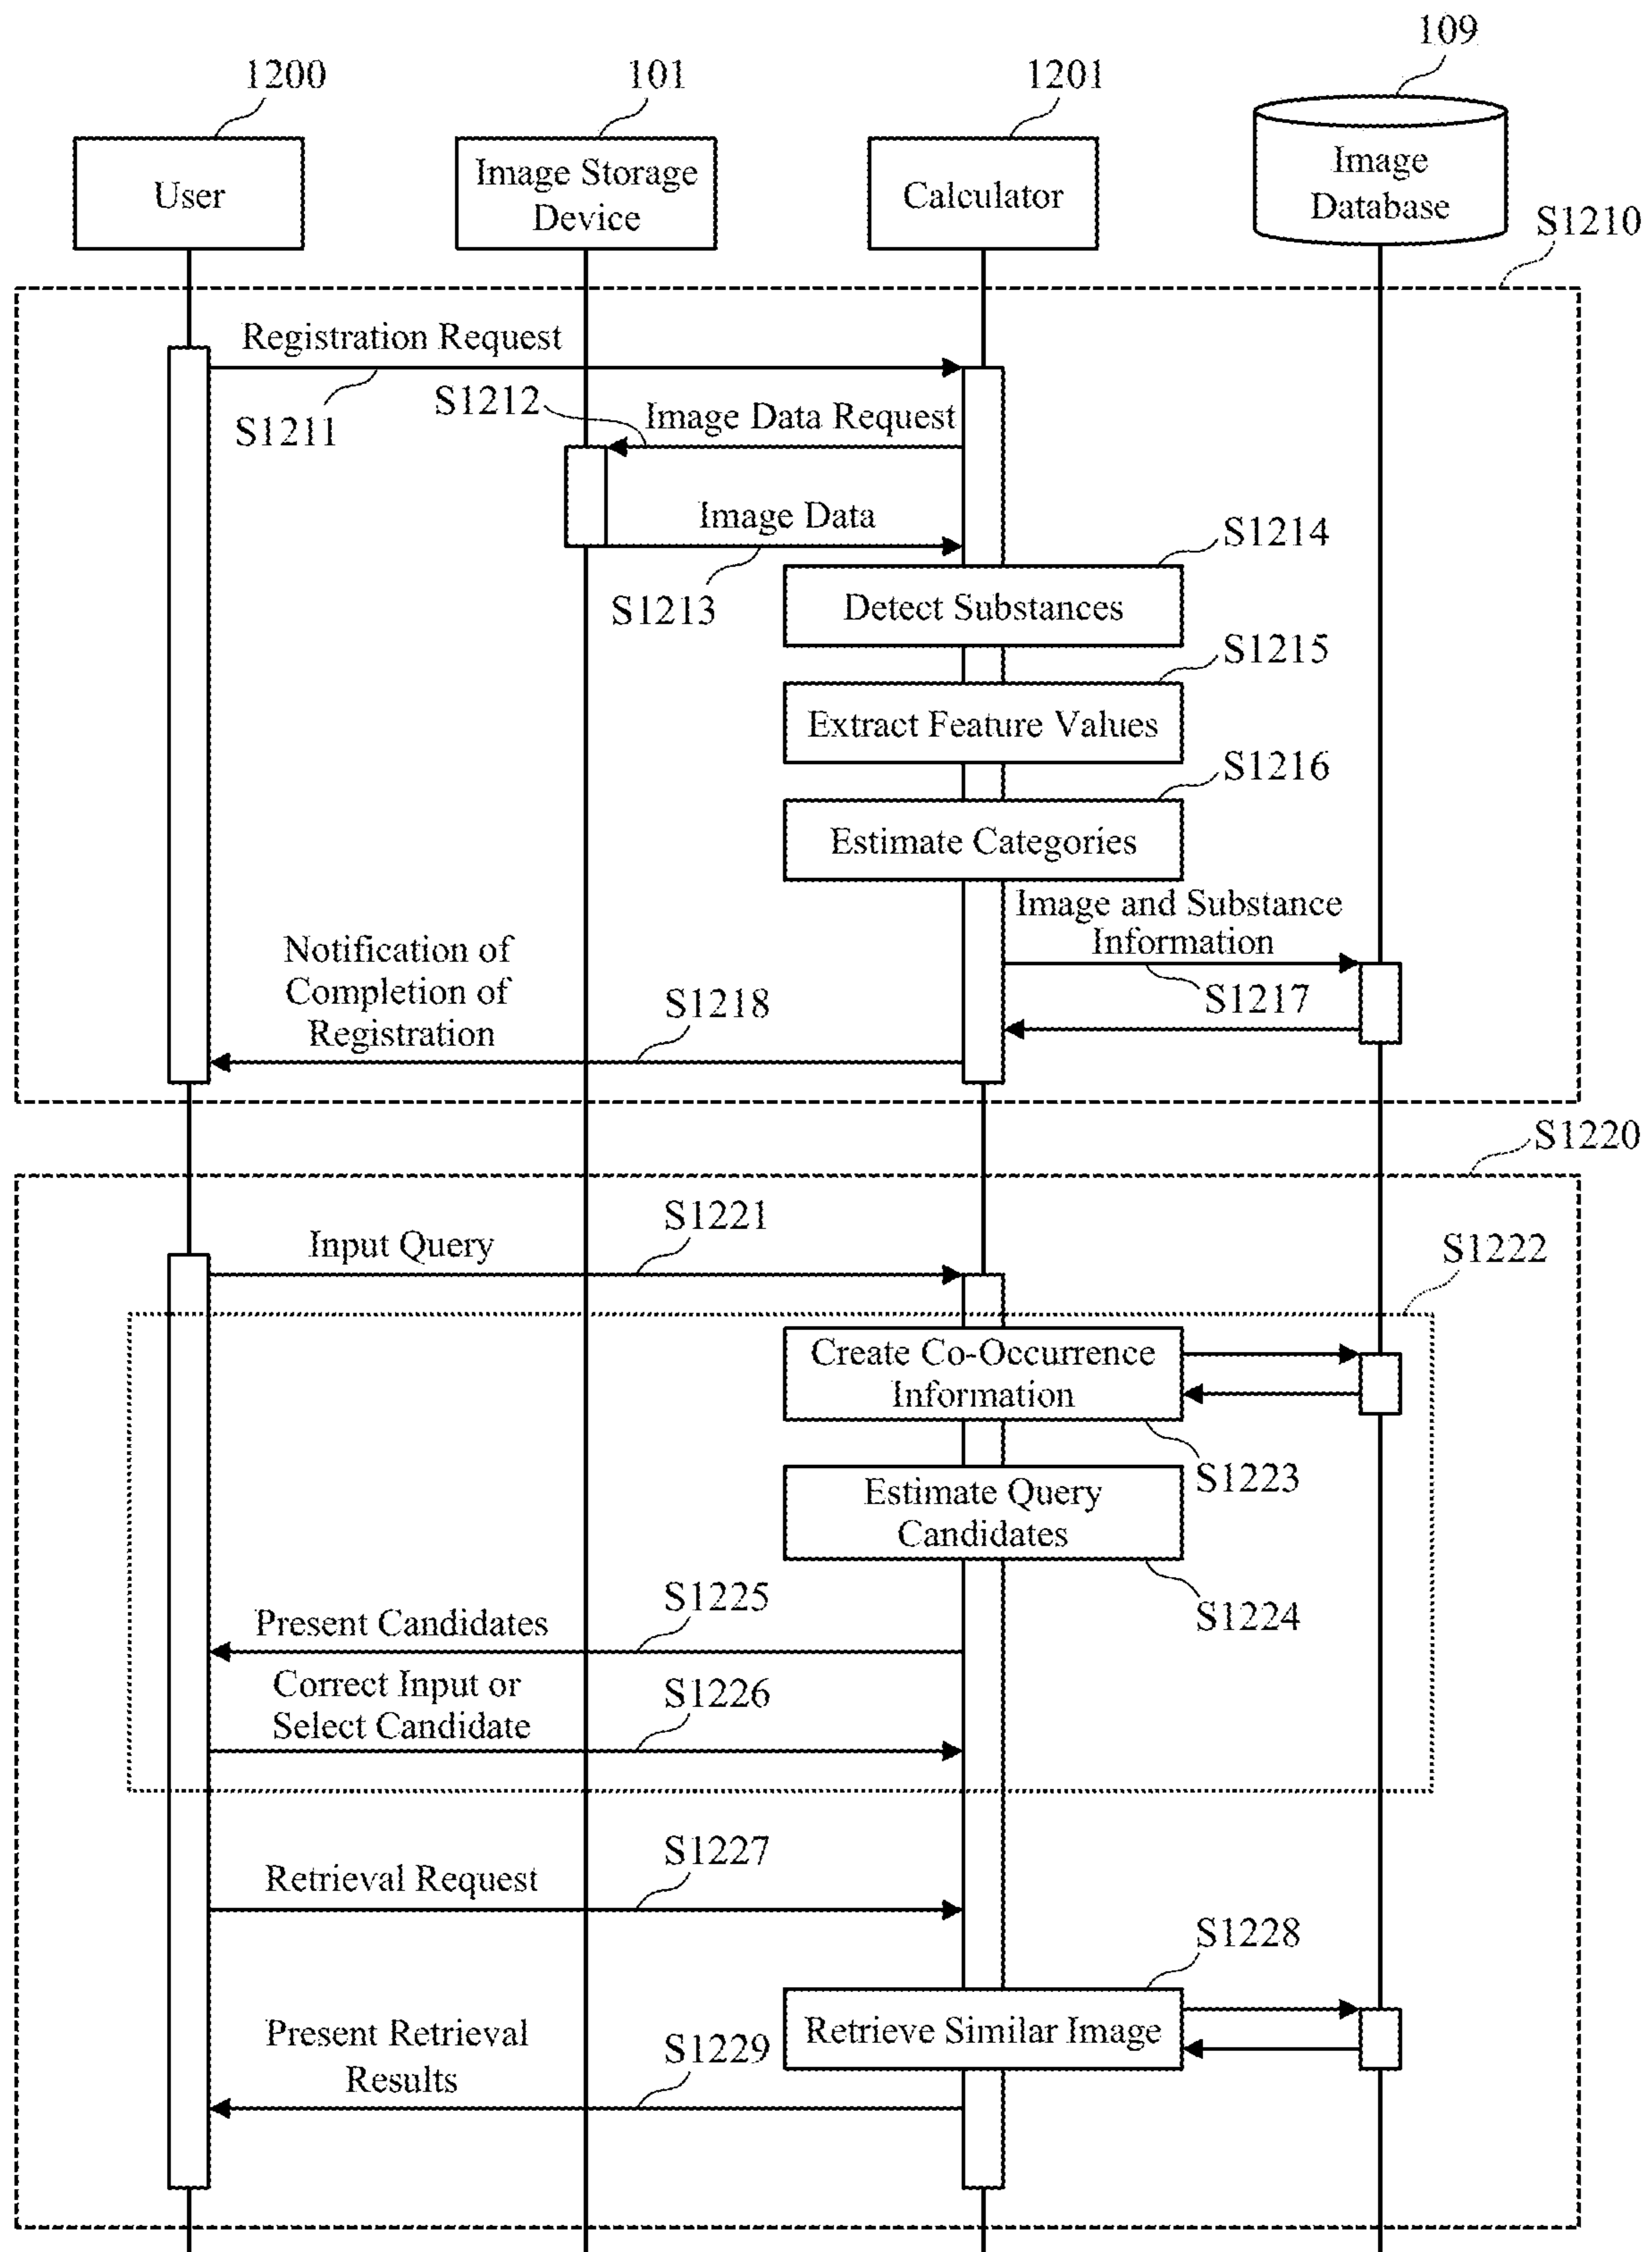 109
1200
101
1201
User
Image Storage
Device
Calculator
Image
Database
S1210
Registration Request
S1211
S1212
Image Data Request
Image Data
S1213
S1214
Detect Substances
S1215
Extract Feature Values
S1216
Estimate Categories
Image and Substance
Information
S1217
Notification of
Completion of
Registration
S1218
S1220
Input Query
S1221
S1222
Create Co-Occurrence
Information
S1223
Estimate Query
Candidates
S1224
Present Candidates
S1225
Correct Input or
Select Candidate
S1226
Retrieval Request
S1227
S1228
Retrieve Similar Image
Present Retrieval
Results
S1229